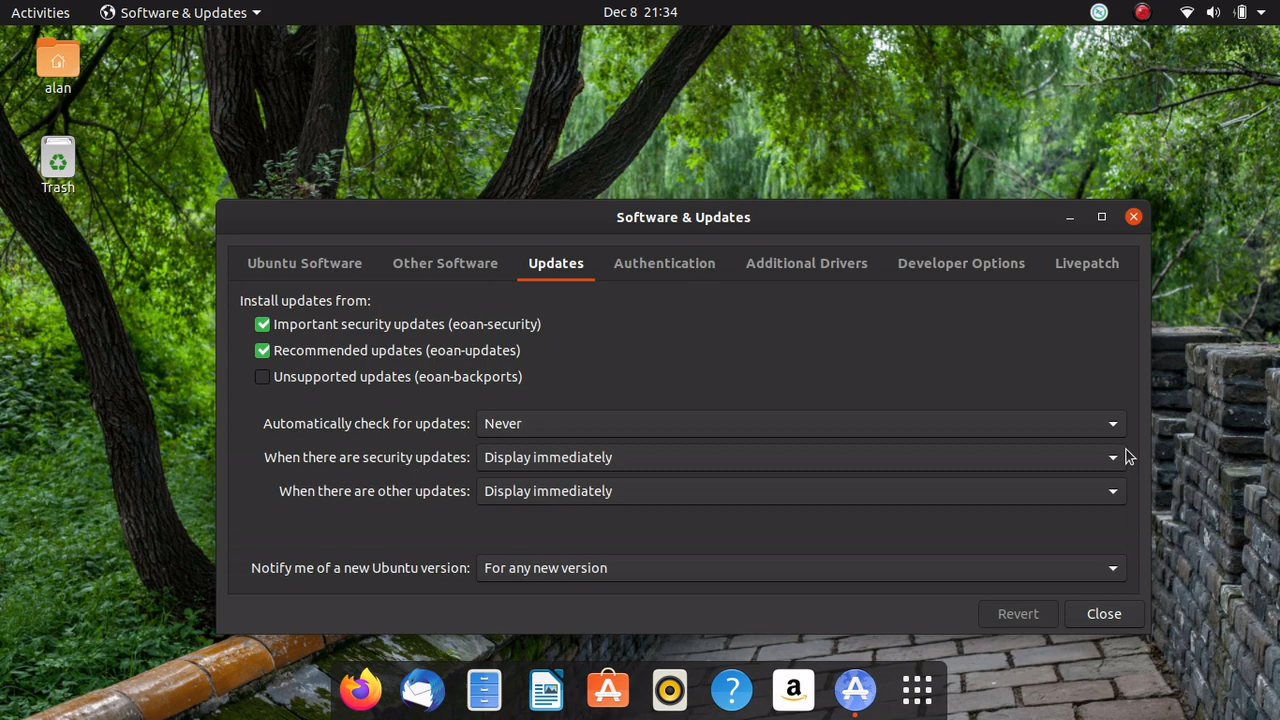 Activities Software & Updates Dec 8 21:34
alan
Trash
Software & Updates
Ubuntu Software Other Software Updates Authentication Additional Drivers Developer Options Livepatch
Install updates from:
Important security updates (eoan-security)
Recommended updates (eoan-updates)
Unsupported updates (eoan-backports)
Automatically check for updates: Never
When there are security updates: Display immediately
When there are other updates: Display immediately
Notify me of a new Ubuntu version: For any new version
Revert Close